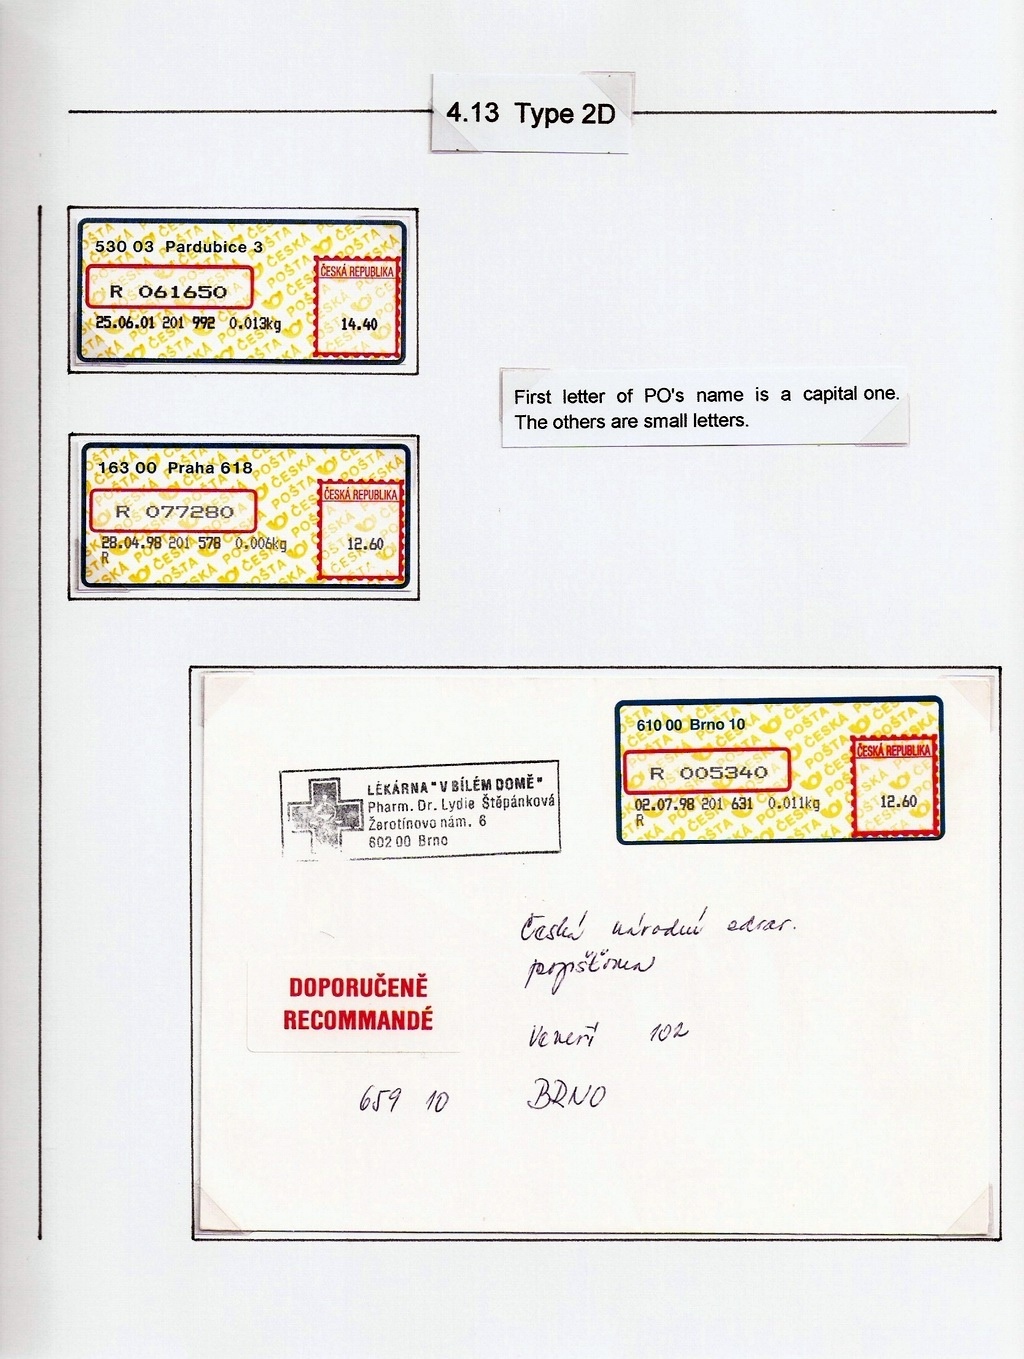 4.13 Type 2D
530 03 Pardubice 3
ČESKÁ REPUBLIKA
R 061650
25.06.01 201 992 0.013kg
14.40
First letter of PO's name is a capital one.
The others are small letters.
163 00 Praha 618
ČESKÁ REPUBLIKA
R 077280
28.04.98 201 578 0.006kg
12.60
R
610 00 Brno 10
ČESKÁ REPUBLIKA
R 005340
02.07.98 201 631 0.011kg
12.60
R
LÉKÁRNA "V BÍLÉM DOMĚ"
Pharm. Dr. Lydie Štěpánková
Žerotínovo nám. 6
602 00 Brno
Česká národní zdrav.
pojišťovna
DOPORUČENĚ
RECOMMANDÉ
Veveří 102
659 10 BRNO